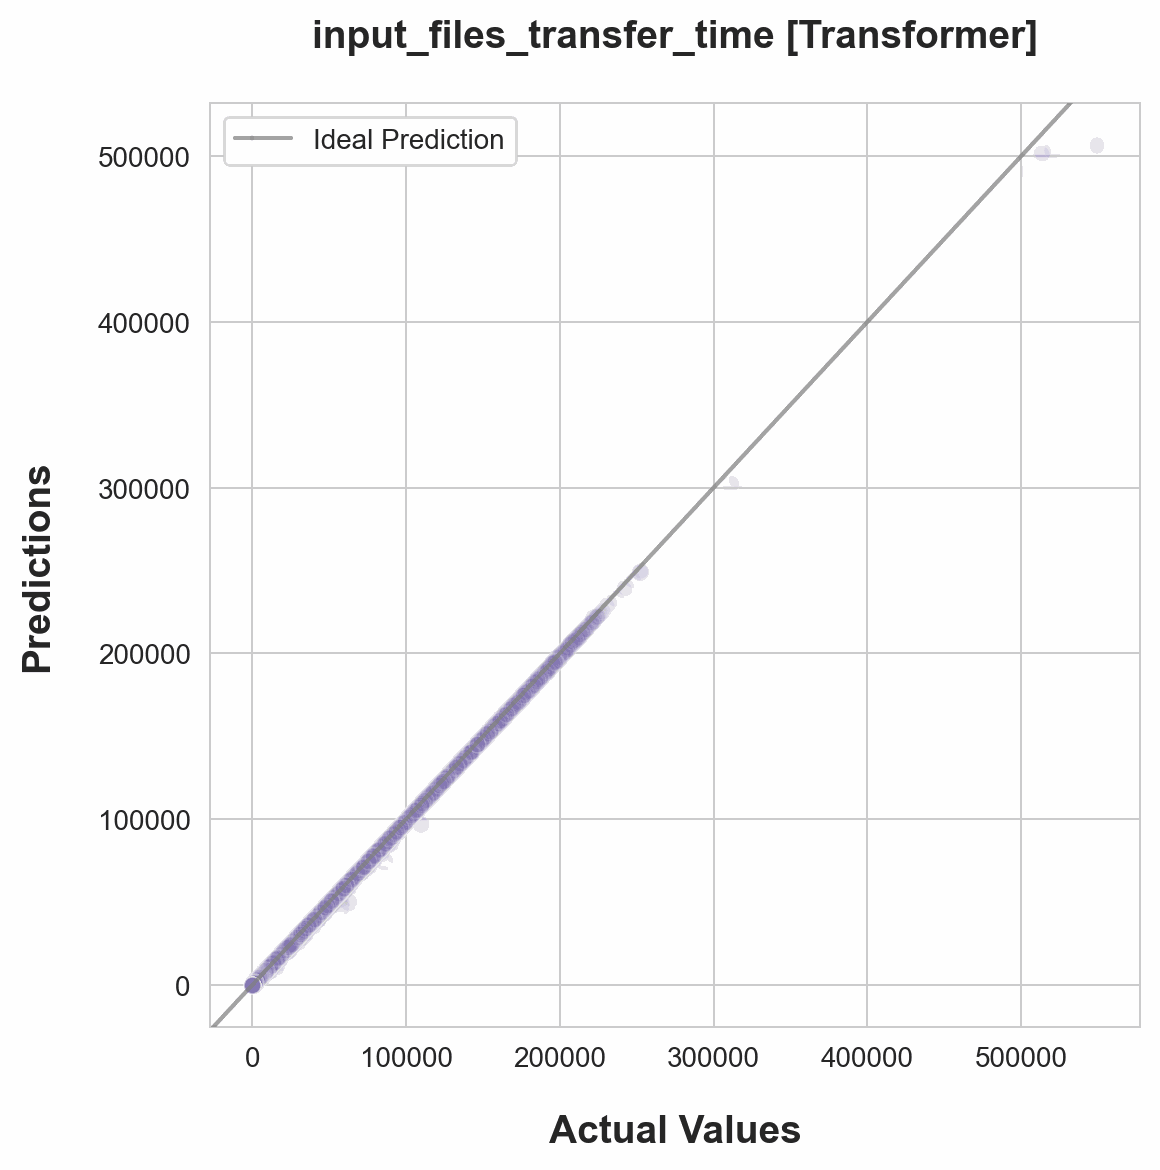 input_files_transfer_time [Transformer]
Ideal Prediction
500000
400000
300000
200000
100000
0
Predictions
0 100000 200000 300000 400000 500000
Actual Values